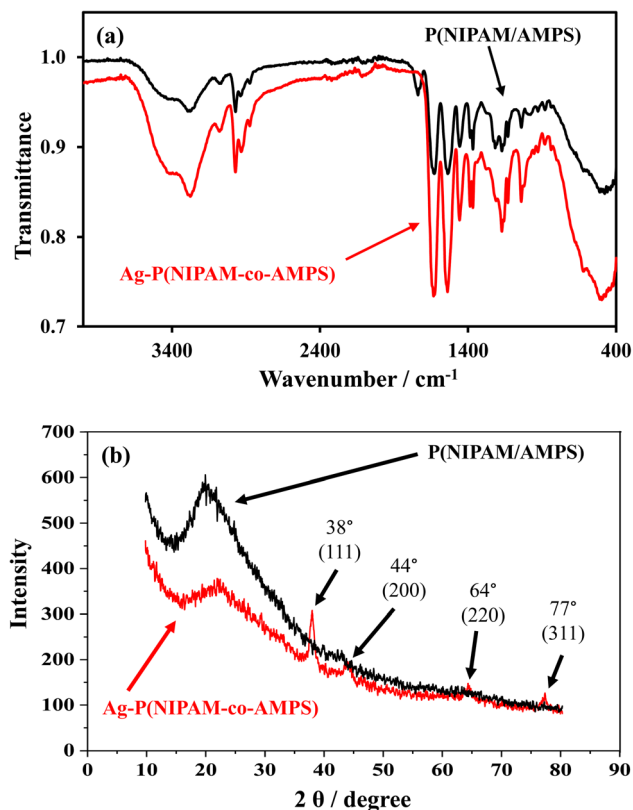 (a)
P(NIPAM/AMPS)
1.0
0.9
0.8
0.7
Transmittance
Ag-P(NIPAM-co-AMPS)
3400 2400 1400 400
Wavenumber / cm⁻¹
(b)
P(NIPAM/AMPS)
700
600
500
400
300
200
100
0
Intensity
38°
(111)
44°
(200)
64°
(220)
77°
(311)
Ag-P(NIPAM-co-AMPS)
0 10 20 30 40 50 60 70 80 90
2 θ / degree